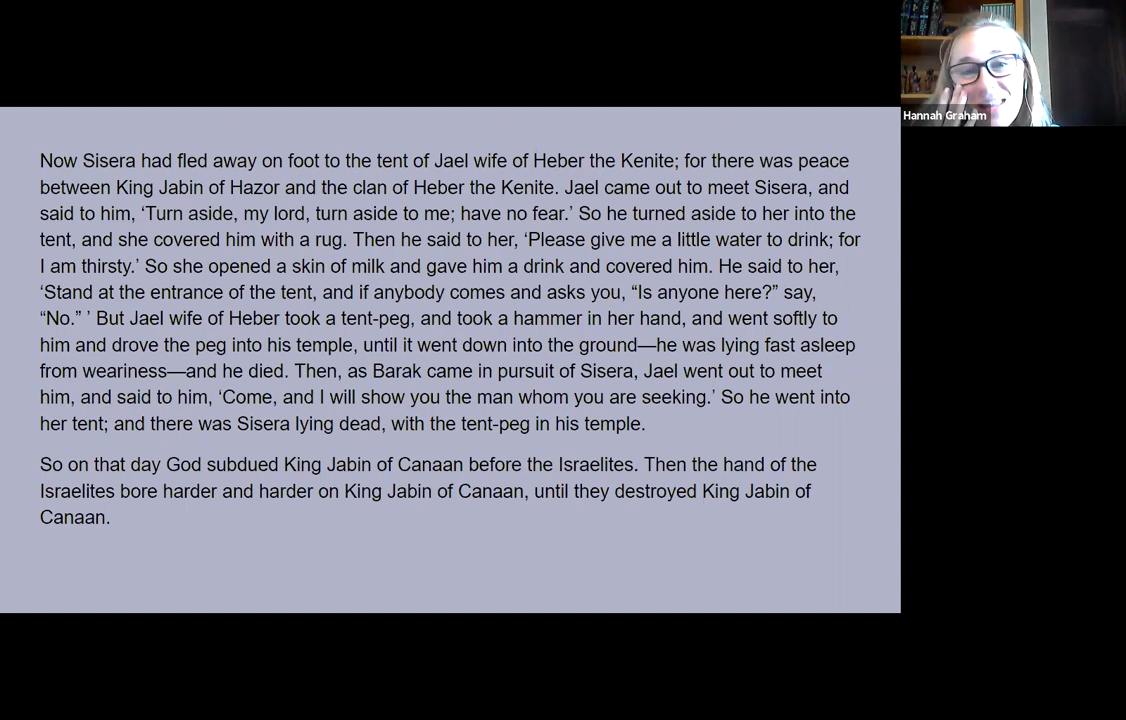 Now Sisera had fled away on foot to the tent of Jael wife of Heber the Kenite; for there was peace
between King Jabin of Hazor and the clan of Heber the Kenite. Jael came out to meet Sisera, and
said to him, ‘Turn aside, my lord, turn aside to me; have no fear.’ So he turned aside to her into the
tent, and she covered him with a rug. Then he said to her, ‘Please give me a little water to drink; for
I am thirsty.’ So she opened a skin of milk and gave him a drink and covered him. He said to her,
‘Stand at the entrance of the tent, and if anybody comes and asks you, “Is anyone here?” say,
“No.” ’ But Jael wife of Heber took a tent-peg, and took a hammer in her hand, and went softly to
him and drove the peg into his temple, until it went down into the ground—he was lying fast asleep
from weariness—and he died. Then, as Barak came in pursuit of Sisera, Jael went out to meet
him, and said to him, ‘Come, and I will show you the man whom you are seeking.’ So he went into
her tent; and there was Sisera lying dead, with the tent-peg in his temple.
So on that day God subdued King Jabin of Canaan before the Israelites. Then the hand of the
Israelites bore harder and harder on King Jabin of Canaan, until they destroyed King Jabin of
Canaan.
Hannah Graham